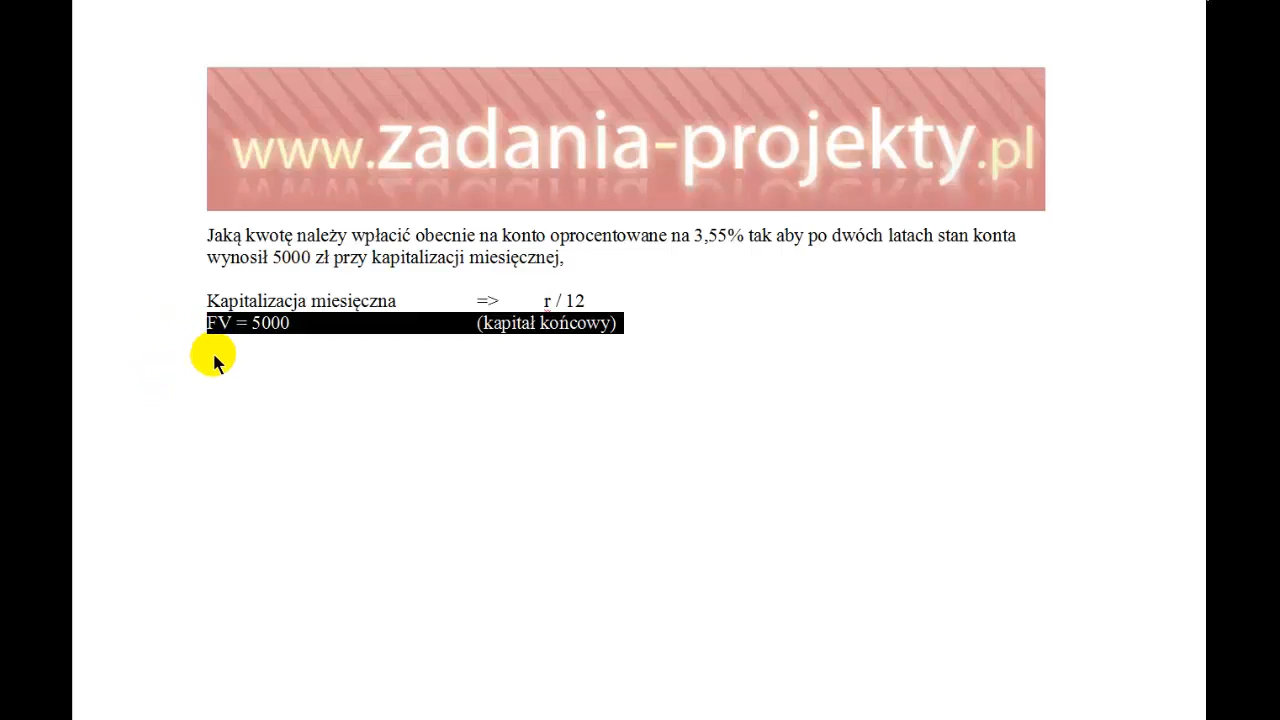 www.zadania-projekty.pl
Jaką kwotę należy wpłacić obecnie na konto oprocentowane na 3,55% tak aby po dwóch latach stan konta
wynosił 5000 zł przy kapitalizacji miesięcznej,
Kapitalizacja miesięczna => r / 12
FV = 5000 (kapitał końcowy)